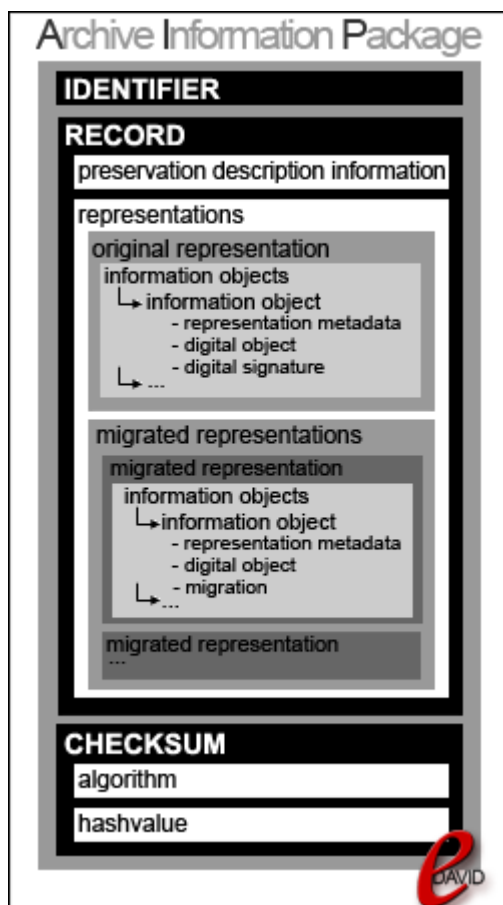 Archive Information Package
IDENTIFIER
RECORD
preservation description information
representations
original representation
information objects
information object
- representation metadata
- digital object
- digital signature
...
migrated representations
migrated representation
information objects
information object
- representation metadata
- digital object
- migration
...
migrated representation
...
CHECKSUM
algorithm
hashvalue
e
DAVID